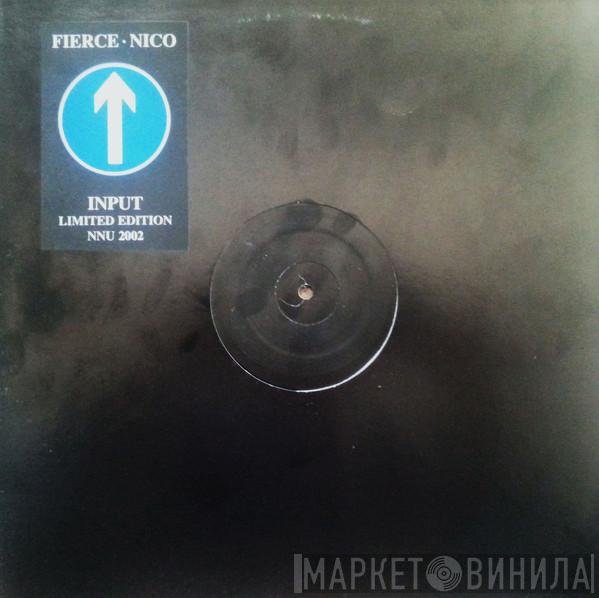 FIERCE · NICO
INPUT
LIMITED EDITION
NNU 2002
МАРКЕТ ВИНИЛА